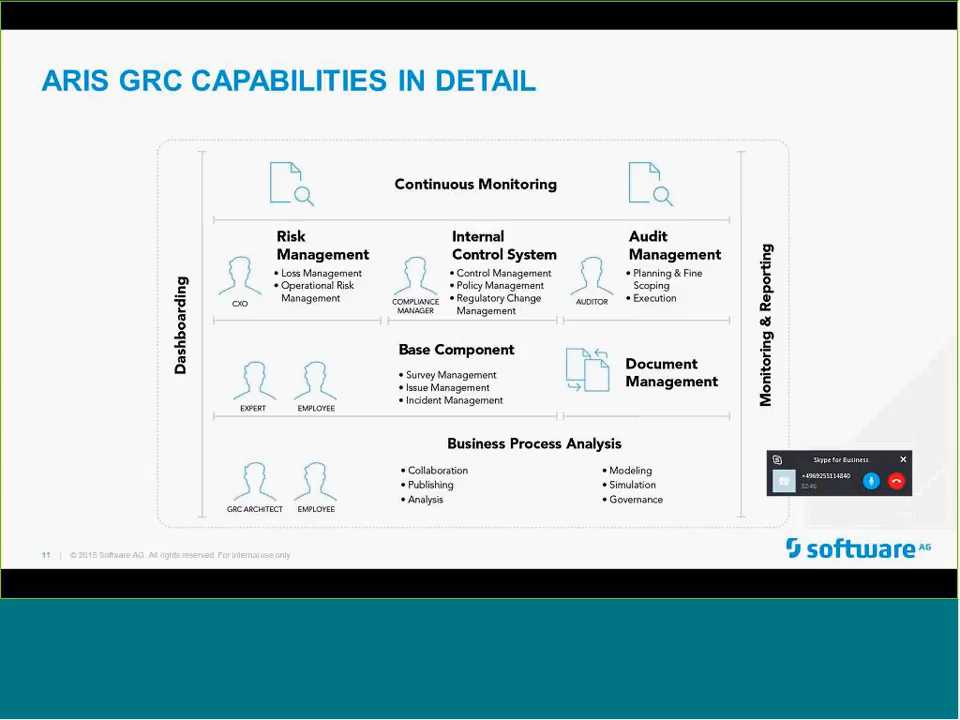 ARIS GRC CAPABILITIES IN DETAIL
Continuous Monitoring
Dashboarding
Risk
Management
• Loss Management
• Operational Risk
Management
CXO
Internal
Control System
• Control Management
• Policy Management
• Regulatory Change
Management
COMPLIANCE
MANAGER
Audit
Management
• Planning & Fine
Scoping
• Execution
AUDITOR
Monitoring & Reporting
Base Component
• Survey Management
• Issue Management
• Incident Management
EXPERT
EMPLOYEE
Document
Management
Business Process Analysis
• Collaboration
• Publishing
• Analysis
• Modeling
• Simulation
• Governance
GRC ARCHITECT
EMPLOYEE
Skype for Business
+4969255114840
32:46
11 | © 2015 Software AG. All rights reserved. For internal use only
software AG